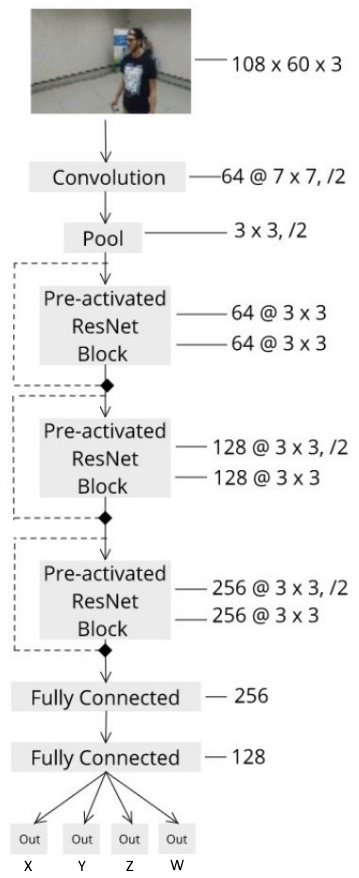 108 x 60 x 3
Convolution
64 @ 7 x 7, /2
Pool
3 x 3, /2
Pre-activated
ResNet
Block
64 @ 3 x 3
64 @ 3 x 3
Pre-activated
ResNet
Block
128 @ 3 x 3, /2
128 @ 3 x 3
Pre-activated
ResNet
Block
256 @ 3 x 3, /2
256 @ 3 x 3
Fully Connected
256
Fully Connected
128
Out Out Out Out
X Y Z W